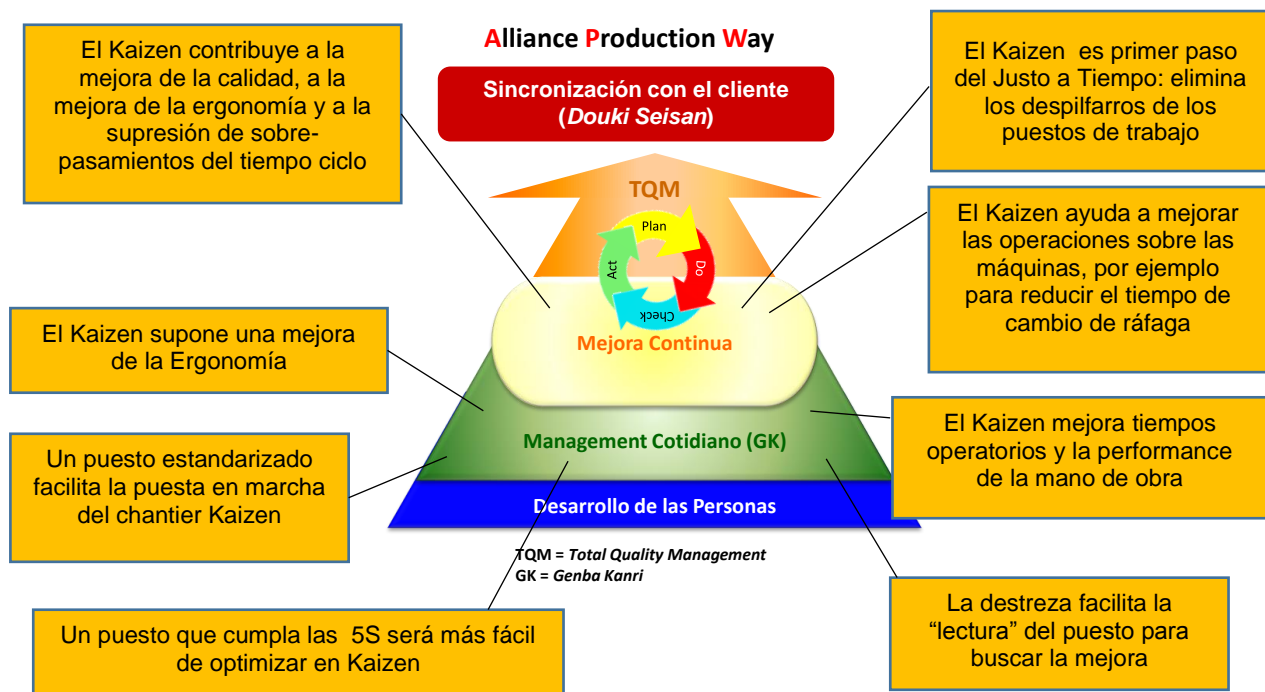 Alliance Production Way
El Kaizen contribuye a la
mejora de la calidad, a la
mejora de la ergonomía y a la
supresión de sobre-
pasamientos del tiempo ciclo
Sincronización con el cliente
(Douki Seisan)
El Kaizen es primer paso
del Justo a Tiempo: elimina
los despilfarros de los
puestos de trabajo
TQM
Plan
Do
Check
Act
Mejora Continua
El Kaizen ayuda a mejorar
las operaciones sobre las
máquinas, por ejemplo
para reducir el tiempo de
cambio de ráfaga
El Kaizen supone una mejora
de la Ergonomía
Management Cotidiano (GK)
El Kaizen mejora tiempos
operatorios y la performance
de la mano de obra
Un puesto estandarizado
facilita la puesta en marcha
del chantier Kaizen
Desarrollo de las Personas
TQM = Total Quality Management
GK = Genba Kanri
Un puesto que cumpla las 5S será más fácil
de optimizar en Kaizen
La destreza facilita la
“lectura” del puesto para
buscar la mejora